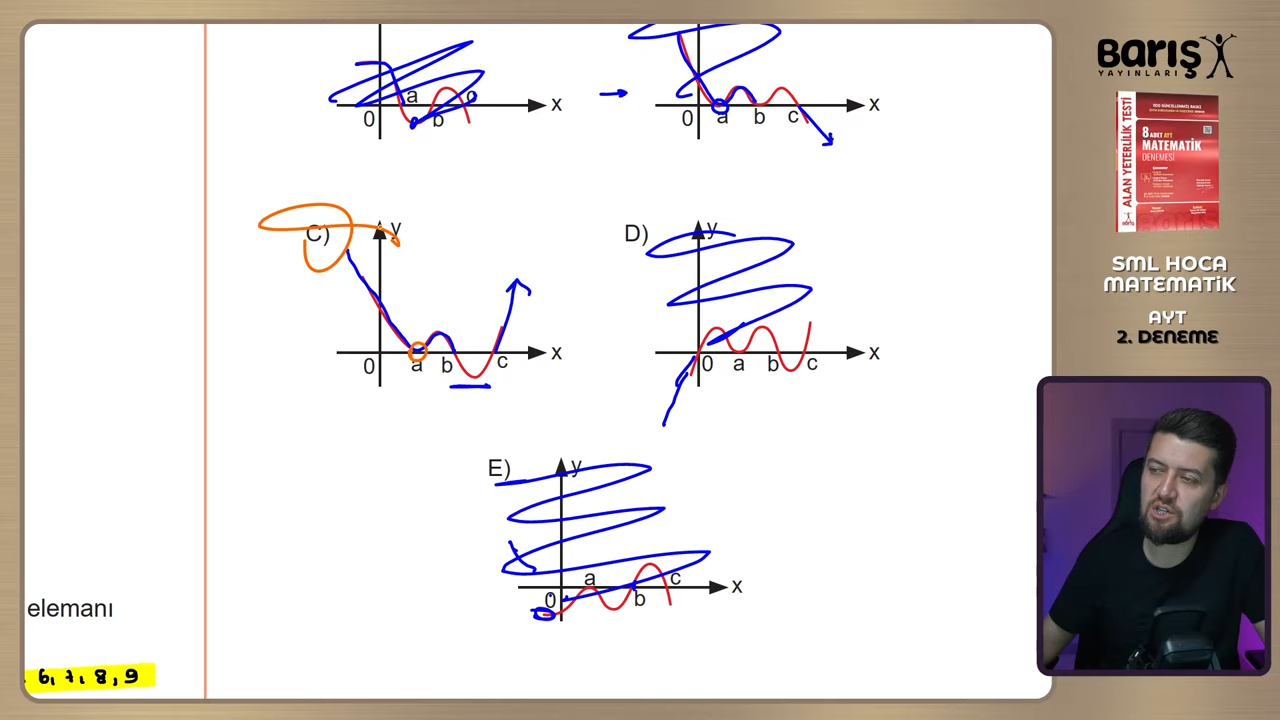 a
b
c
0
x
a
b
c
0
x
C)
y
0
a
b
c
x
D)
y
0
a
b
c
x
E)
y
0
a
b
c
x
elemanı
6, 7, 8, 9
BARIŞ
YAYINLARI
ALAN YETERLİLİK TESTİ
8 ADET AYT
MATEMATİK
DENEMESİ
SML HOCA
MATEMATİK
AYT
2. DENEME